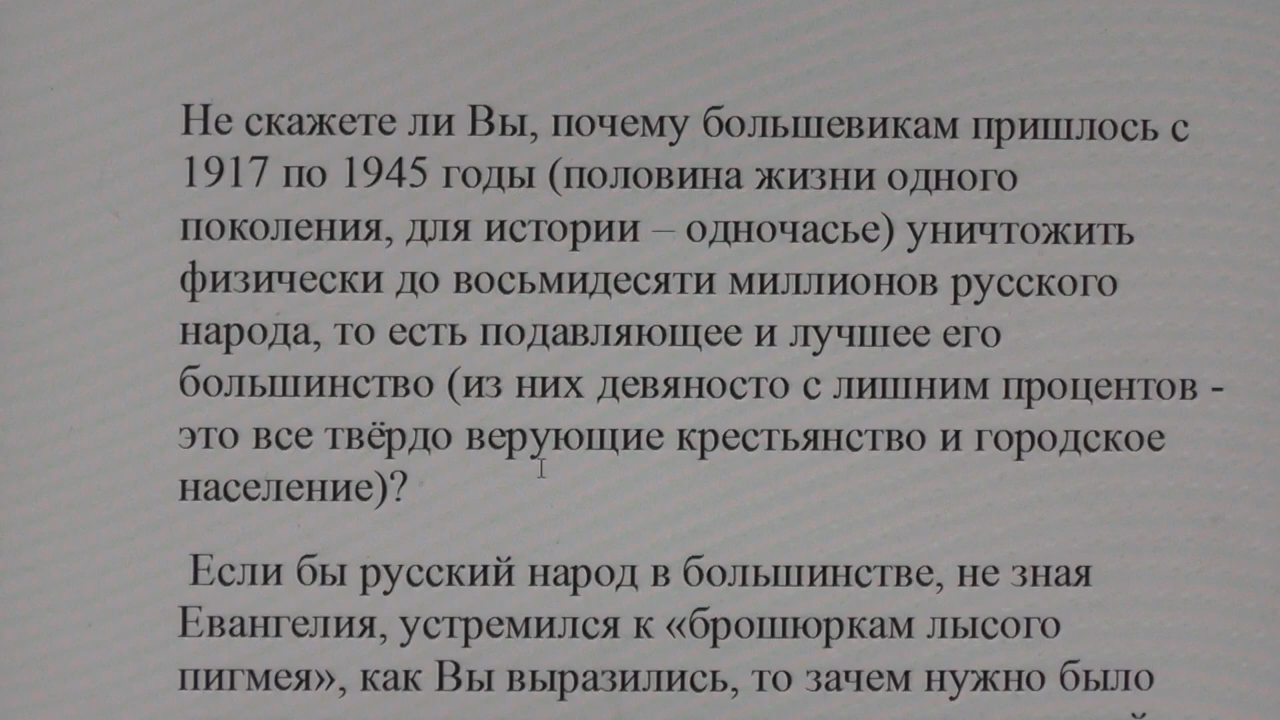 Не скажете ли Вы, почему большевикам пришлось с
1917 по 1945 годы (половина жизни одного
поколения, для истории – одночасье) уничтожить
физически до восьмидесяти миллионов русского
народа, то есть подавляющее и лучшее его
большинство (из них девяносто с лишним процентов -
это все твёрдо верующие крестьянство и городское
население)?
Если бы русский народ в большинстве, не зная
Евангелия, устремился к «брошюркам лысого
пигмея», как Вы выразились, то зачем нужно было